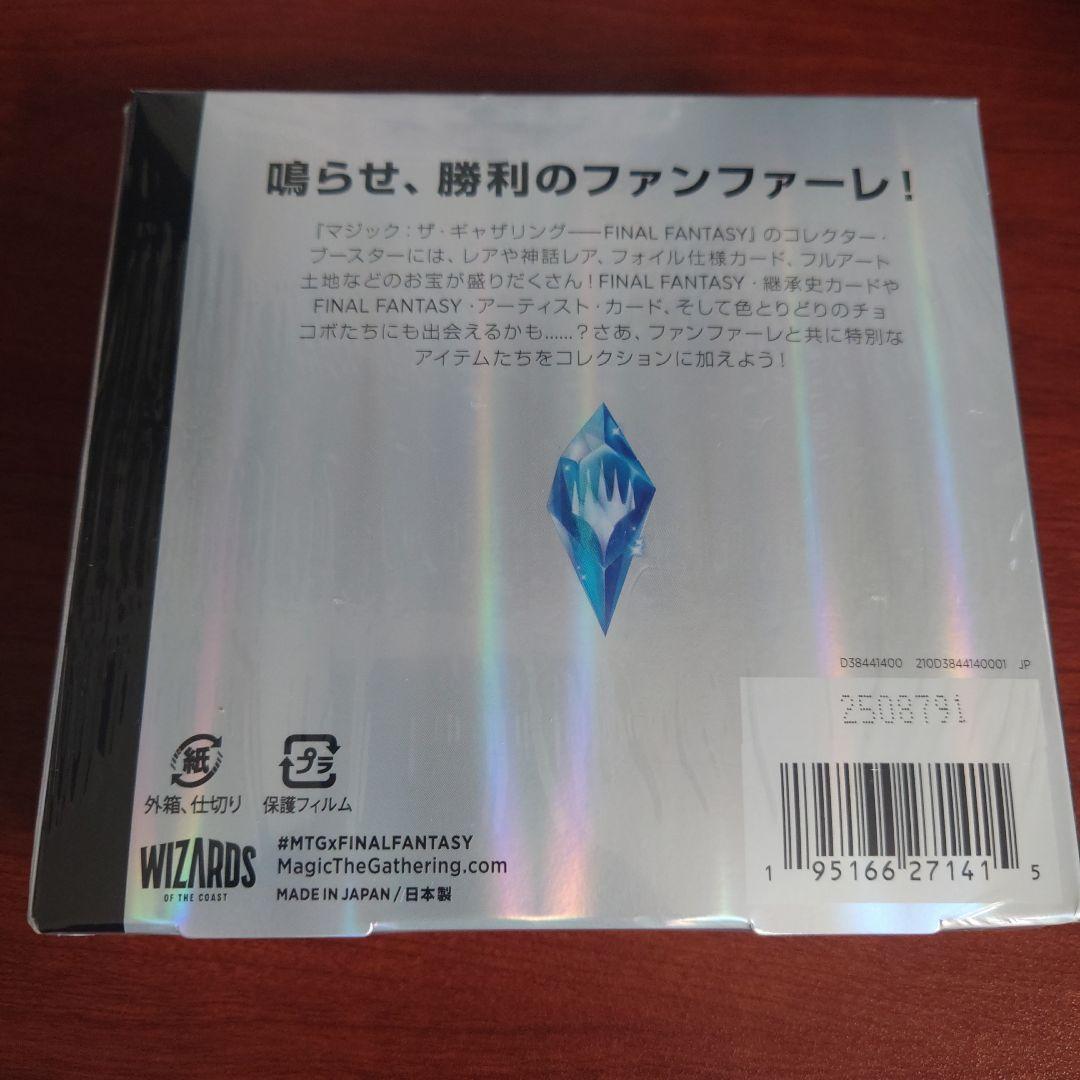 鳴らせ、勝利のファンファーレ！
『マジック：ザ・ギャザリング――FINAL FANTASY』のコレクター・
ブースターには、レアや神話レア、フォイル仕様カード、フルアート
土地などのお宝が盛りだくさん！FINAL FANTASY・継承史カードや
FINAL FANTASY・アーティスト・カード、そして色とりどりのチョ
コボたちにも出会えるかも……？さあ、ファンファーレと共に特別な
アイテムたちをコレクションに加えよう！
D38441400 210D3844140001 JP
2508791
紙
外箱、仕切り
プラ
保護フィルム
WIZARDS
OF THE COAST
#MTGxFINALFANTASY
MagicTheGathering.com
MADE IN JAPAN / 日本製
1 95166 27141 5